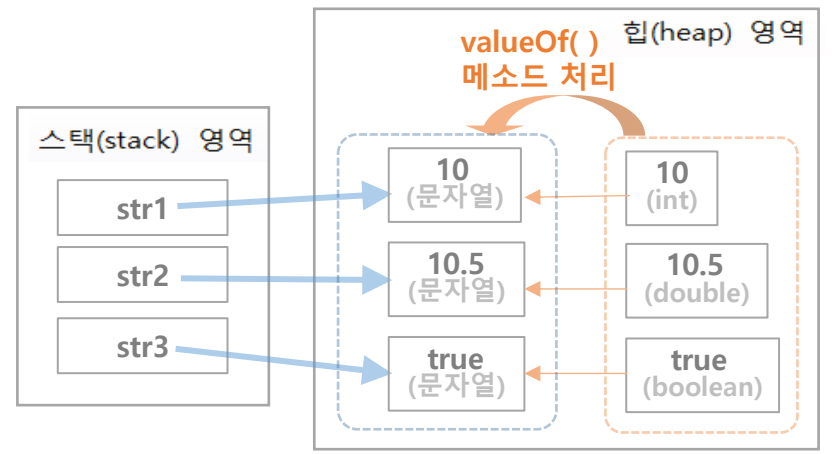 valueOf( )
메소드 처리
힙(heap) 영역
스택(stack) 영역
str1
str2
str3
10
(문자열)
10.5
(문자열)
true
(문자열)
10
(int)
10.5
(double)
true
(boolean)